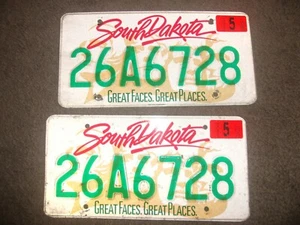 South Dakota 5
26A6728
GREAT FACES. GREAT PLACES.
South Dakota 5
26A6728
GREAT FACES. GREAT PLACES.